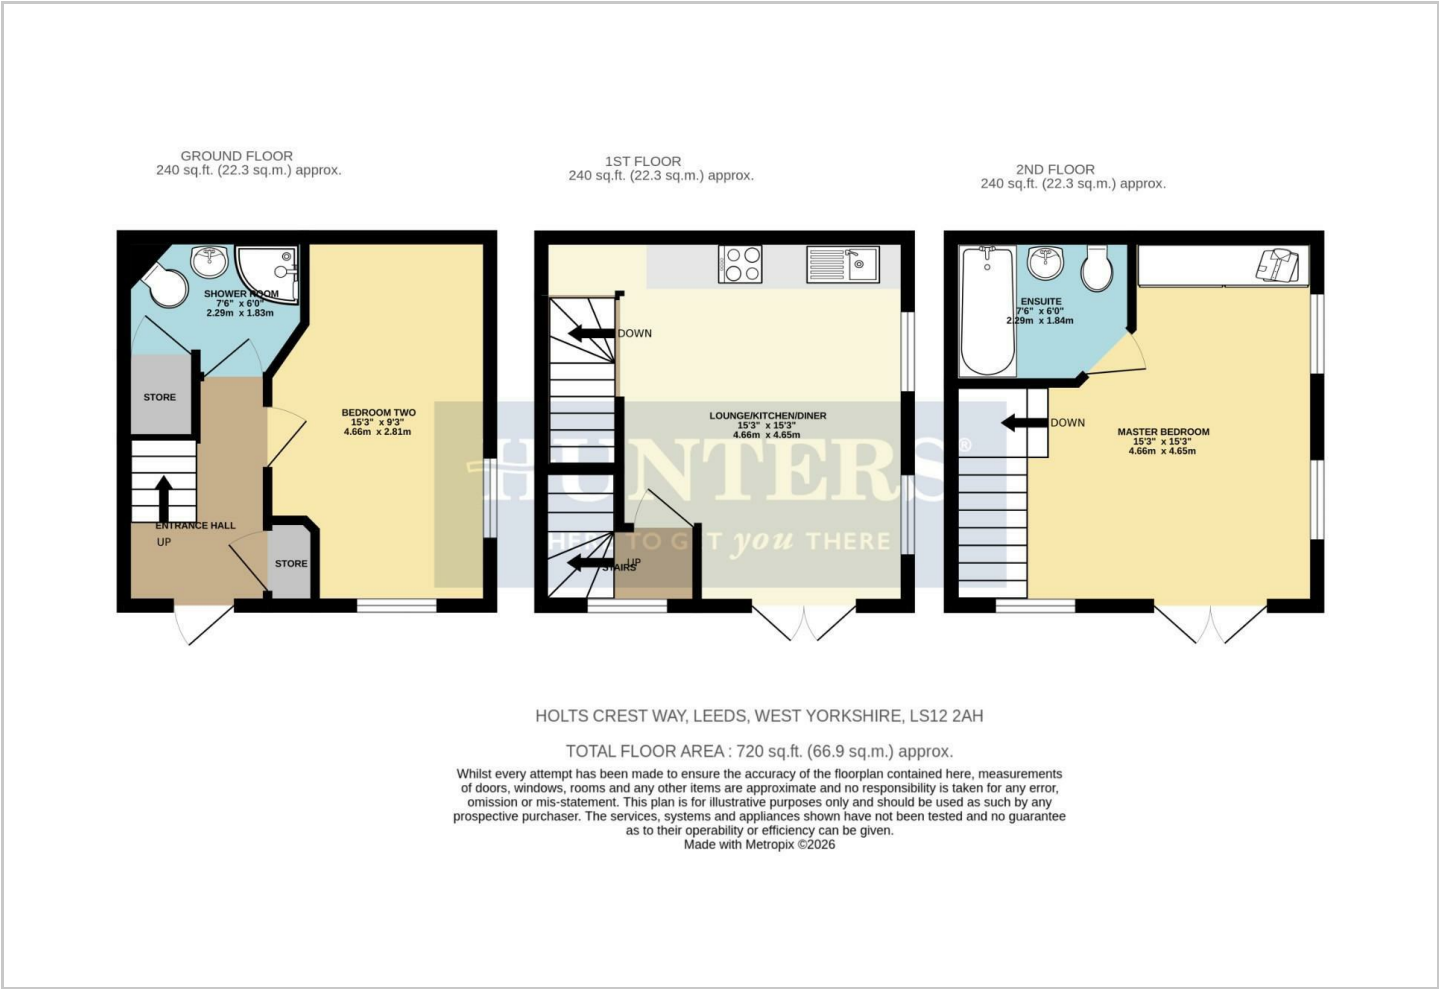 GROUND FLOOR
240 sq.ft. (22.3 sq.m.) approx.
1ST FLOOR
240 sq.ft. (22.3 sq.m.) approx.
2ND FLOOR
240 sq.ft. (22.3 sq.m.) approx.
SHOWER ROOM
7'6" x 6'0"
2.29m x 1.83m
STORE
BEDROOM TWO
15'3" x 9'3"
4.66m x 2.81m
ENTRANCE HALL
UP
STORE
DOWN
LOUNGE/KITCHEN/DINER
15'3" x 15'3"
4.66m x 4.65m
UP
STAIRS
ENSUITE
7'6" x 6'0"
2.29m x 1.84m
DOWN
MASTER BEDROOM
15'3" x 15'3"
4.66m x 4.65m
HUNTERS®
HERE TO GET you THERE
HOLTS CREST WAY, LEEDS, WEST YORKSHIRE, LS12 2AH
TOTAL FLOOR AREA : 720 sq.ft. (66.9 sq.m.) approx.
Whilst every attempt has been made to ensure the accuracy of the floorplan contained here, measurements
of doors, windows, rooms and any other items are approximate and no responsibility is taken for any error,
omission or mis-statement. This plan is for illustrative purposes only and should be used as such by any
prospective purchaser. The services, systems and appliances shown have not been tested and no guarantee
as to their operability or efficiency can be given.
Made with Metropix ©2026